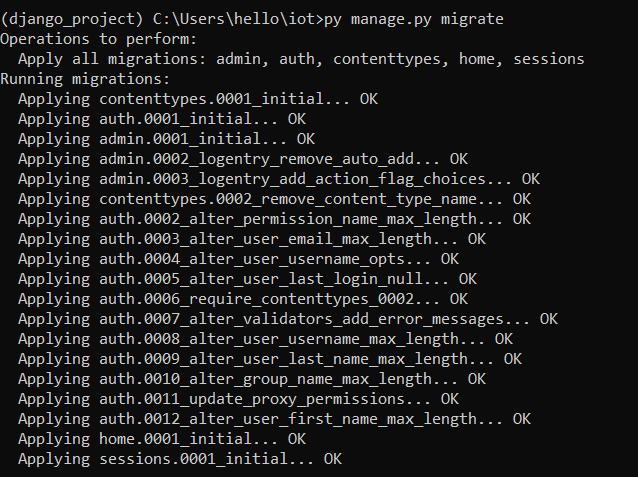 (django_project) C:\Users\hello\iot>py manage.py migrate
Operations to perform:
  Apply all migrations: admin, auth, contenttypes, home, sessions
Running migrations:
  Applying contenttypes.0001_initial... OK
  Applying auth.0001_initial... OK
  Applying admin.0001_initial... OK
  Applying admin.0002_logentry_remove_auto_add... OK
  Applying admin.0003_logentry_add_action_flag_choices... OK
  Applying contenttypes.0002_remove_content_type_name... OK
  Applying auth.0002_alter_permission_name_max_length... OK
  Applying auth.0003_alter_user_email_max_length... OK
  Applying auth.0004_alter_user_username_opts... OK
  Applying auth.0005_alter_user_last_login_null... OK
  Applying auth.0006_require_contenttypes_0002... OK
  Applying auth.0007_alter_validators_add_error_messages... OK
  Applying auth.0008_alter_user_username_max_length... OK
  Applying auth.0009_alter_user_last_name_max_length... OK
  Applying auth.0010_alter_group_name_max_length... OK
  Applying auth.0011_update_proxy_permissions... OK
  Applying auth.0012_alter_user_first_name_max_length... OK
  Applying home.0001_initial... OK
  Applying sessions.0001_initial... OK